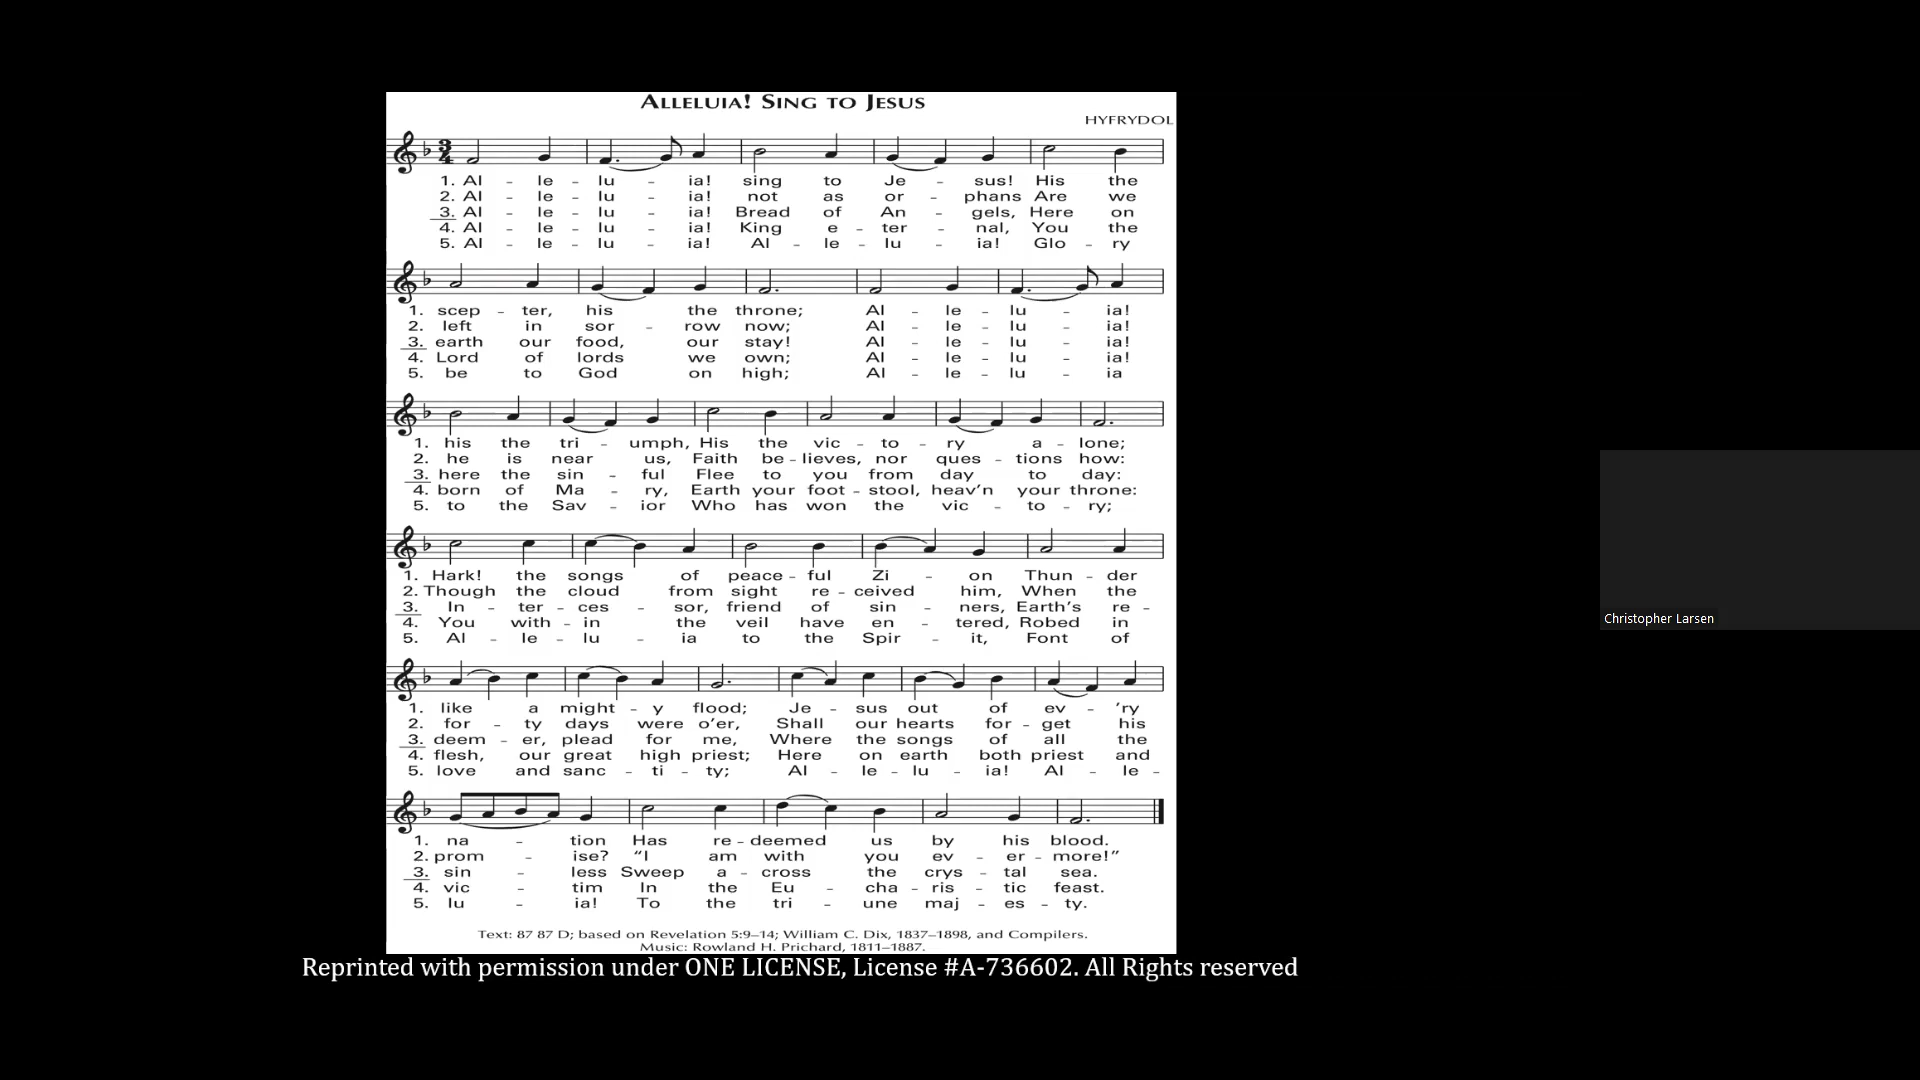 ALLELUIA! SING TO JESUS
HYFRYDOL
3
4
1. Al - le - lu - ia! sing to Je - sus! His the
2. Al - le - lu - ia! not as or - phans Are we
3. Al - le - lu - ia! Bread of An - gels, Here on
4. Al - le - lu - ia! King e - ter - nal, You the
5. Al - le - lu - ia! Al - le - lu - ia! Glo - ry
1. scep - ter, his the throne; Al - le - lu - ia!
2. left in sor - row now; Al - le - lu - ia!
3. earth our food, our stay! Al - le - lu - ia!
4. Lord of lords we own; Al - le - lu - ia!
5. be to God on high; Al - le - lu - ia
1. his the tri - umph, His the vic - to - ry a - lone;
2. he is near us, Faith be - lieves, nor ques - tions how:
3. here the sin - ful Flee to you from day to day:
4. born of Ma - ry, Earth your foot - stool, heav'n your throne:
5. to the Sav - ior Who has won the vic - to - ry;
1. Hark! the songs of peace - ful Zi - on Thun - der
2. Though the cloud from sight re - ceived him, When the
3. In - ter - ces - sor, friend of sin - ners, Earth's re -
4. You with - in the veil have en - tered, Robed in
5. Al - le - lu - ia to the Spir - it, Font of
1. like a might - y flood; Je - sus out of ev - 'ry
2. for - ty days were o'er, Shall our hearts for - get his
3. deem - er, plead for me, Where the songs of all the
4. flesh, our great high priest; Here on earth both priest and
5. love and sanc - ti - ty; Al - le - lu - ia! Al - le -
1. na - tion Has re - deemed us by his blood.
2. prom - ise? “I am with you ev - er - more!”
3. sin - less Sweep a - cross the crys - tal sea.
4. vic - tim In the Eu - cha - ris - tic feast.
5. lu - ia! To the tri - une maj - es - ty.
Text: 87 87 D; based on Revelation 5:9–14; William C. Dix, 1837–1898, and Compilers.
Music: Rowland H. Prichard, 1811–1887.
Reprinted with permission under ONE LICENSE, License #A-736602. All Rights reserved
Christopher Larsen